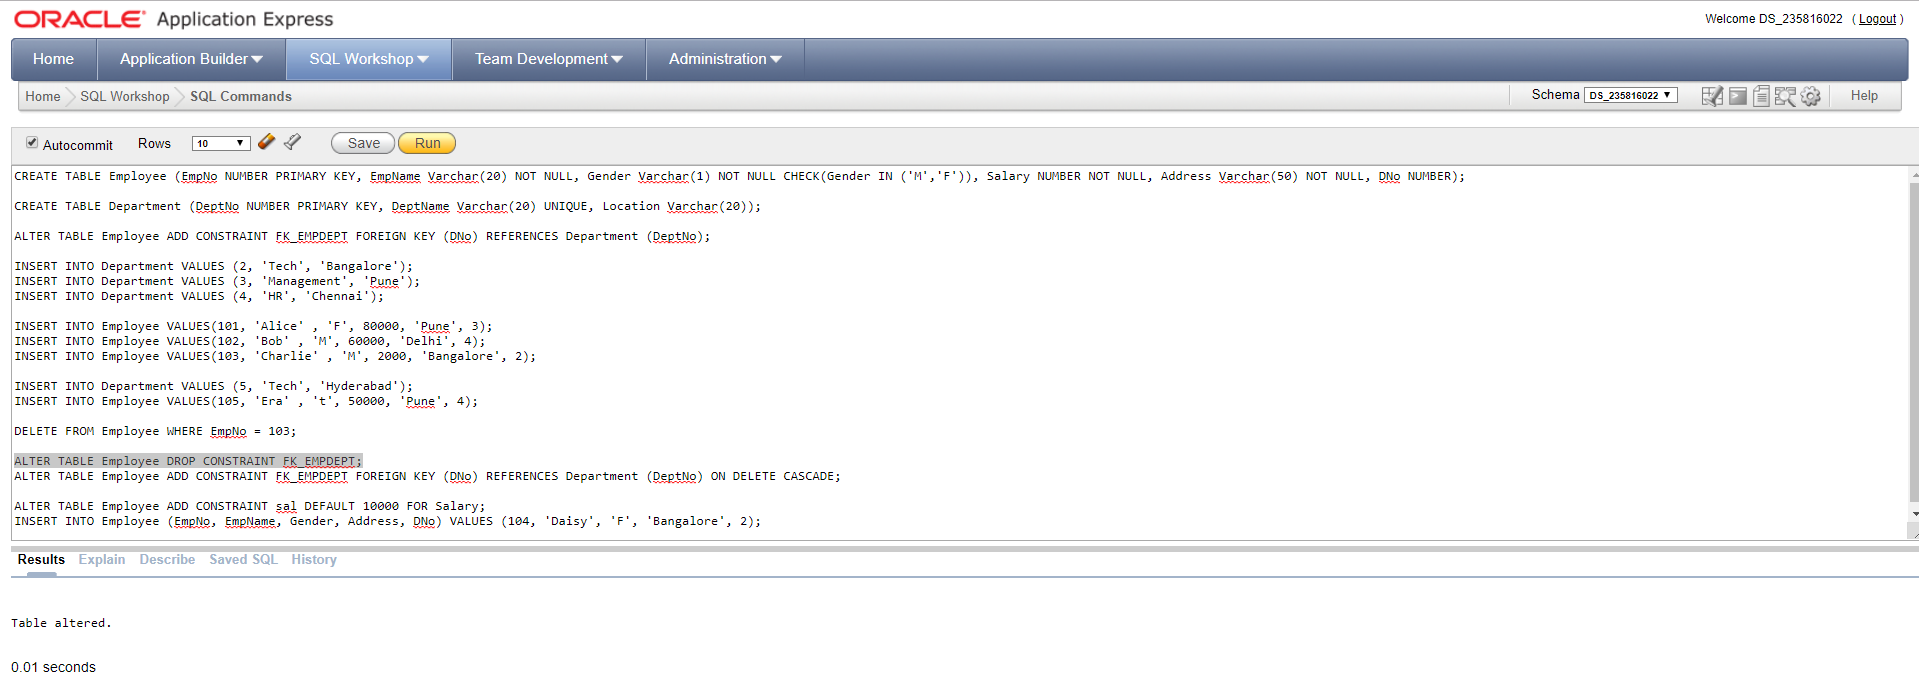 ORACLE Application Express
Welcome DS_235816022 ( Logout )
Home Application Builder SQL Workshop Team Development Administration
Home SQL Workshop SQL Commands Schema DS_235816022 Help
Autocommit Rows 10 Save Run
CREATE TABLE Employee (EmpNo NUMBER PRIMARY KEY, EmpName Varchar(20) NOT NULL, Gender Varchar(1) NOT NULL CHECK(Gender IN ('M','F')), Salary NUMBER NOT NULL, Address Varchar(50) NOT NULL, DNo NUMBER);
CREATE TABLE Department (DeptNo NUMBER PRIMARY KEY, DeptName Varchar(20) UNIQUE, Location Varchar(20));
ALTER TABLE Employee ADD CONSTRAINT FK_EMPDEPT FOREIGN KEY (DNo) REFERENCES Department (DeptNo);
INSERT INTO Department VALUES (2, 'Tech', 'Bangalore');
INSERT INTO Department VALUES (3, 'Management', 'Pune');
INSERT INTO Department VALUES (4, 'HR', 'Chennai');
INSERT INTO Employee VALUES(101, 'Alice' , 'F', 80000, 'Pune', 3);
INSERT INTO Employee VALUES(102, 'Bob' , 'M', 60000, 'Delhi', 4);
INSERT INTO Employee VALUES(103, 'Charlie' , 'M', 2000, 'Bangalore', 2);
INSERT INTO Department VALUES (5, 'Tech', 'Hyderabad');
INSERT INTO Employee VALUES(105, 'Era' , 't', 50000, 'Pune', 4);
DELETE FROM Employee WHERE EmpNo = 103;
ALTER TABLE Employee DROP CONSTRAINT FK_EMPDEPT;
ALTER TABLE Employee ADD CONSTRAINT FK_EMPDEPT FOREIGN KEY (DNo) REFERENCES Department (DeptNo) ON DELETE CASCADE;
ALTER TABLE Employee ADD CONSTRAINT sal DEFAULT 10000 FOR Salary;
INSERT INTO Employee (EmpNo, EmpName, Gender, Address, DNo) VALUES (104, 'Daisy', 'F', 'Bangalore', 2);
Results Explain Describe Saved SQL History
Table altered.
0.01 seconds